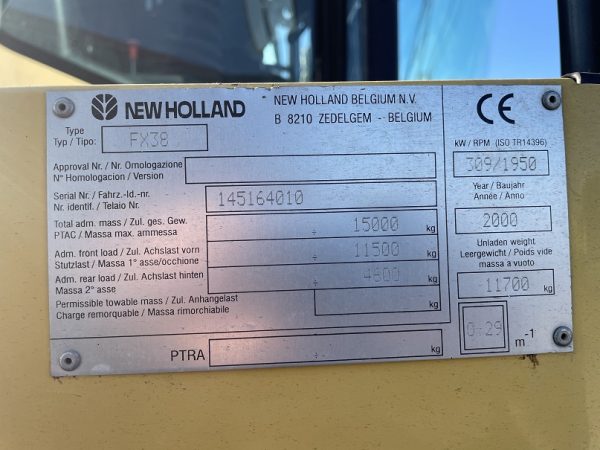 NEW HOLLAND
NEW HOLLAND BELGIUM N.V.
B 8210 ZEDELGEM - BELGIUM
CE
Type
Typ / Tipo: FX38
kW / RPM (ISO TR14396)
309/1950
Approval Nr. / Nr. Omologazione
N° Homologacion / Version
Year / Baujahr
Année / Anno
2000
Serial Nr. / Fahrz.-Id.-nr.
Nr. identif. / Telaio Nr. 145164010
Total adm. mass / Zul. ges. Gew.
PTAC / Massa max. ammessa ÷ 15000 kg
Unladen weight
Leergewicht / Poids vide
massa a vuoto
11700 kg
Adm. front load / Zul. Achslast vorn
Stutzlast / Massa 1° asse/occhione ÷ 11500 kg
Adm. rear load / Zul. Achslast hinten
Massa 2° asse ÷ 4600 kg
Permissible towable mass / Zul. Anhangelast
Charge remorquable / Massa rimorchiabile kg
0.29 m-1
PTRA ÷ kg